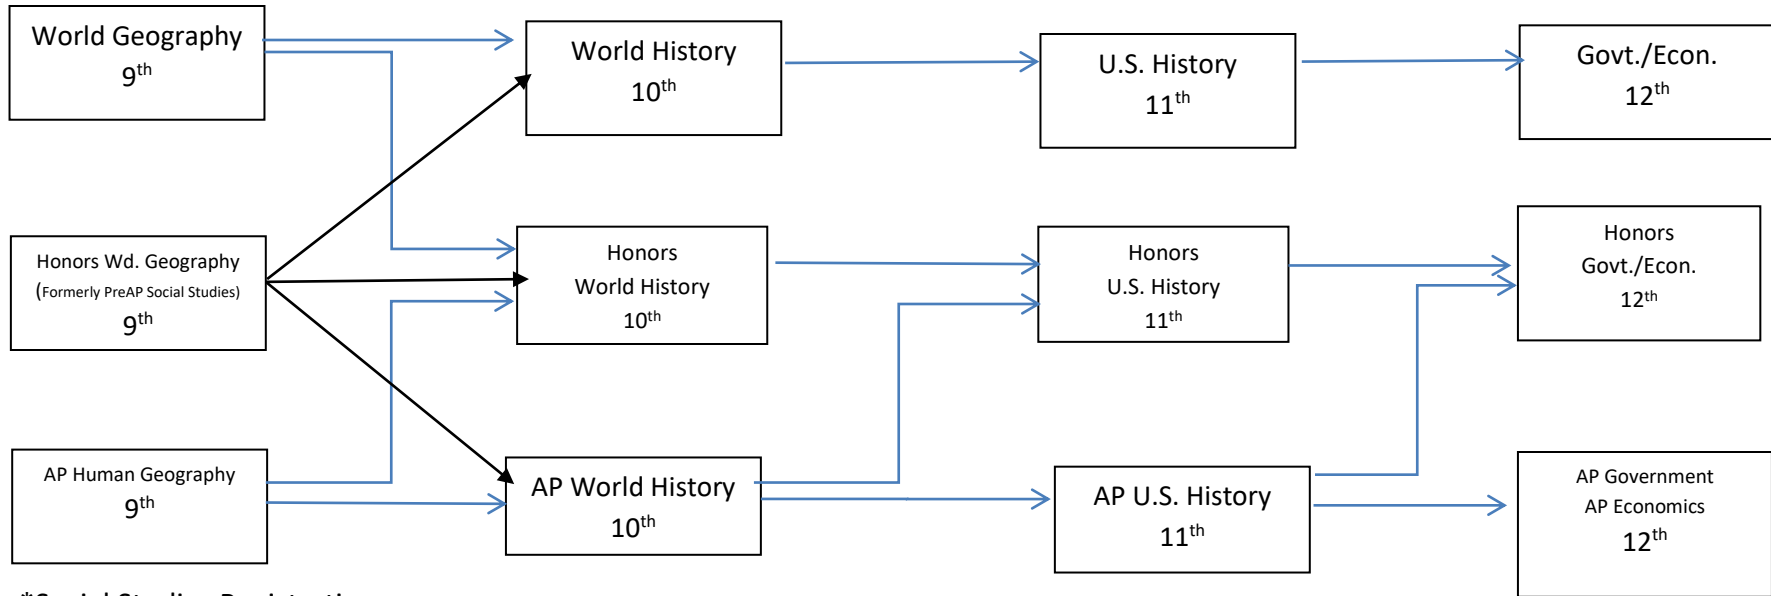 World Geography
9th
World History
10th
U.S. History
11th
Govt./Econ.
12th
Honors Wd. Geography
(Formerly PreAP Social Studies)
9th
Honors
World History
10th
Honors
U.S. History
11th
Honors
Govt./Econ.
12th
AP Human Geography
9th
AP World History
10th
AP U.S. History
11th
AP Government
AP Economics
12th
*Social Studies